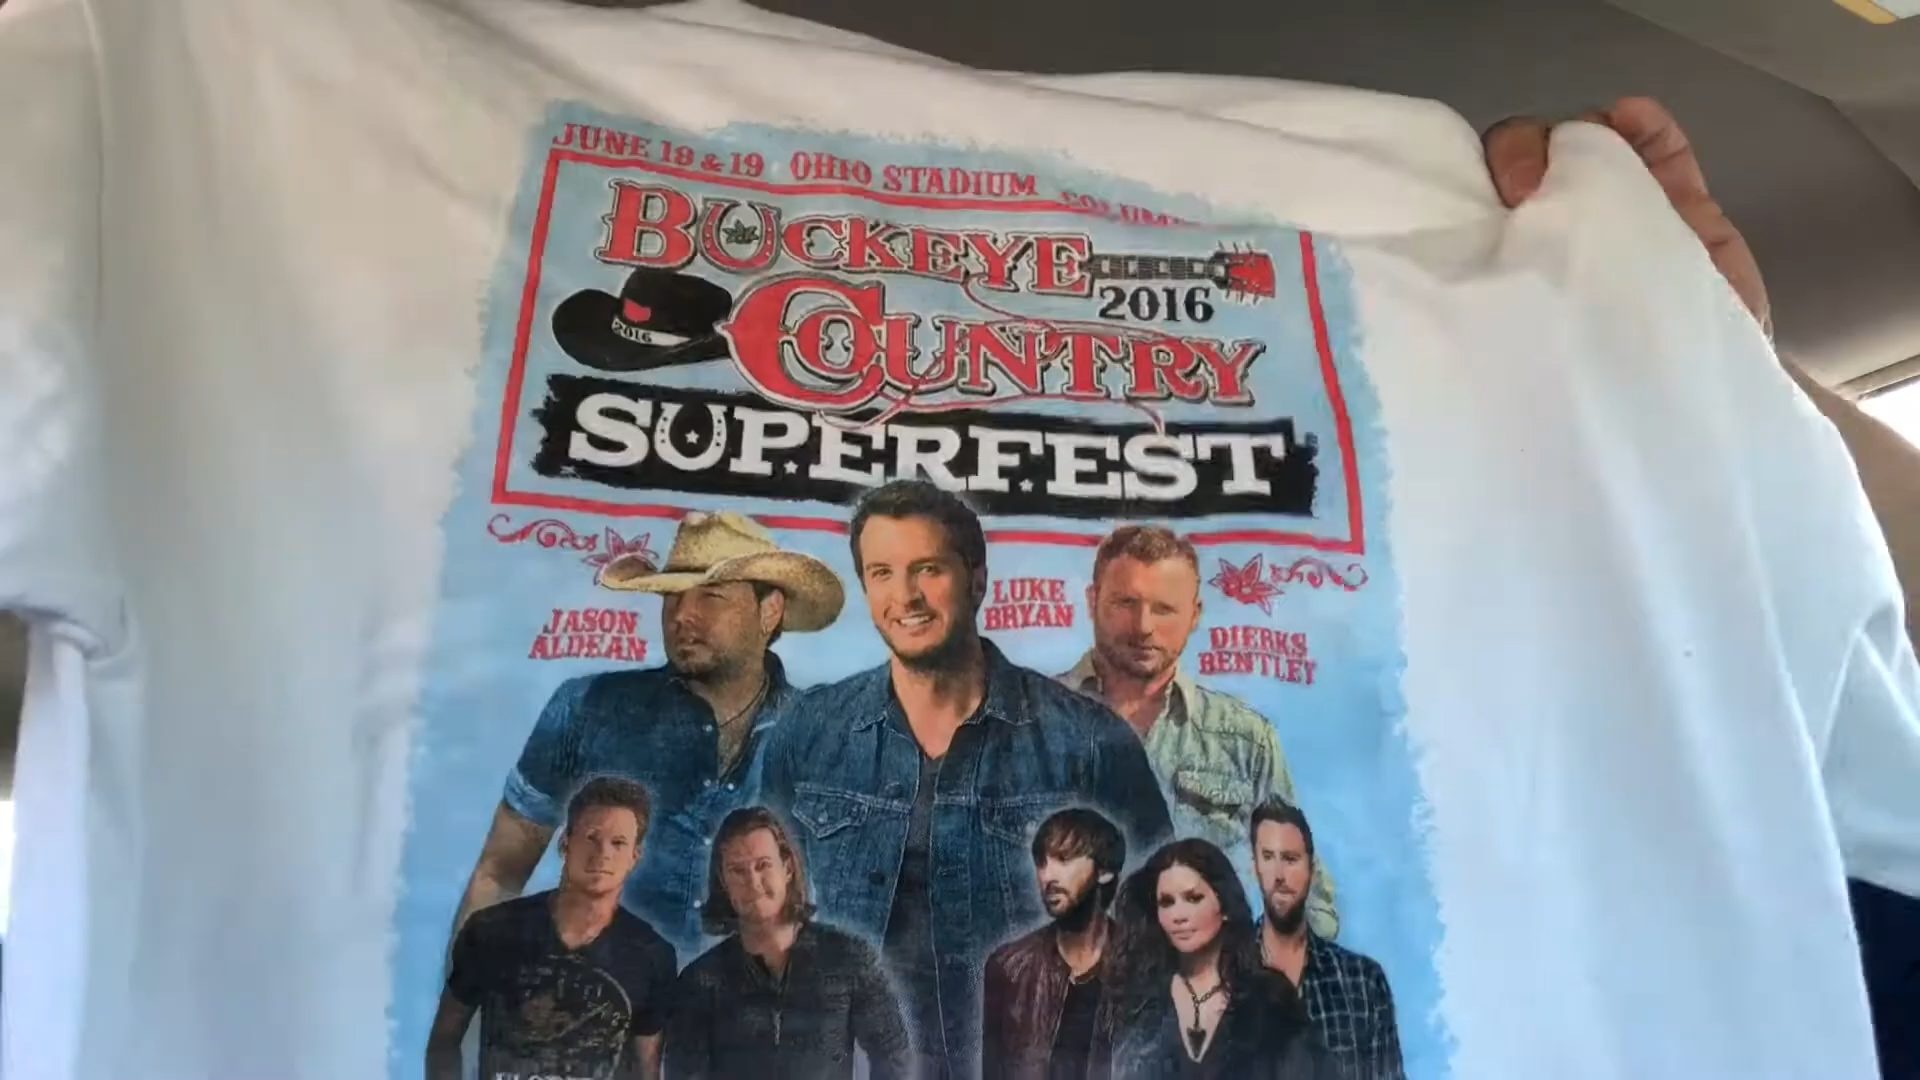 JUNE 18 & 19 OHIO STADIUM
BUCKEYE
2016
2016
COUNTRY
SUPERFEST
JASON
ALDEAN
LUKE
BRYAN
DIERKS
BENTLEY